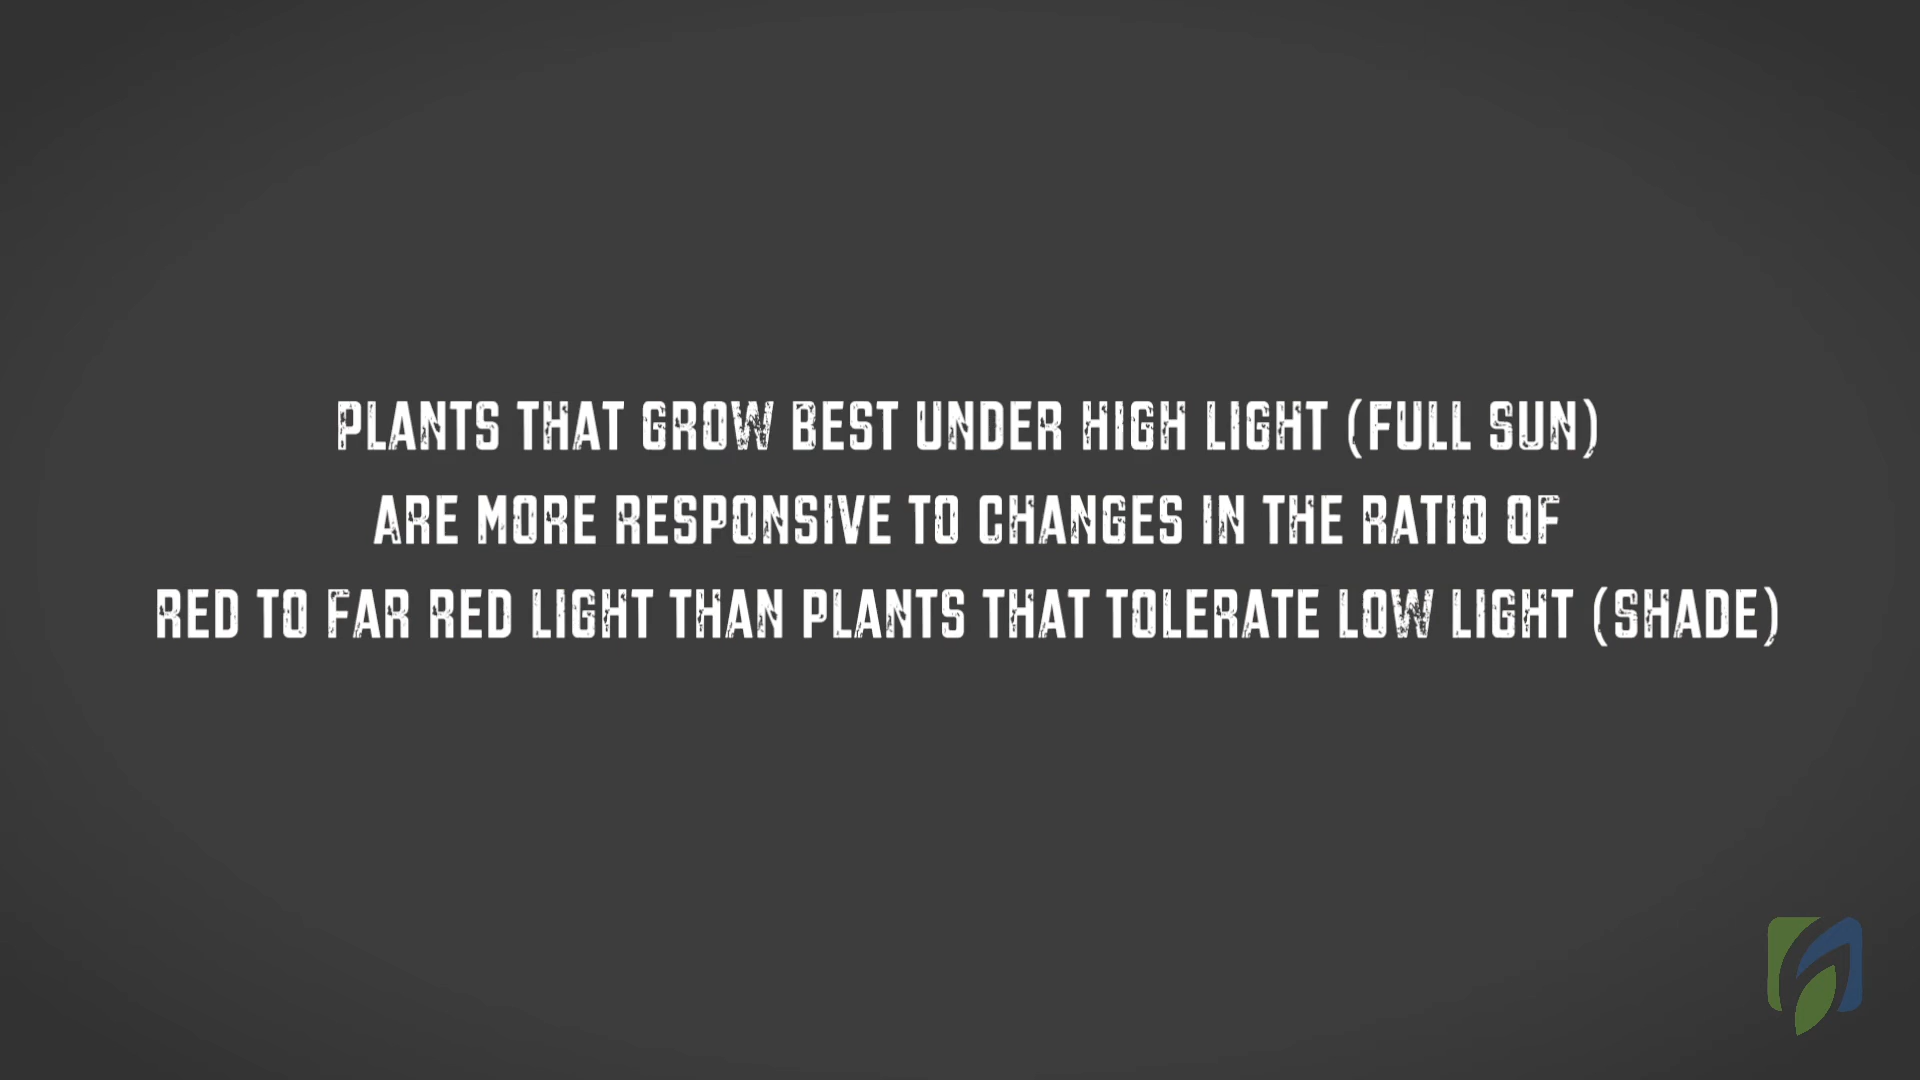 PLANTS THAT GROW BEST UNDER HIGH LIGHT (FULL SUN)
ARE MORE RESPONSIVE TO CHANGES IN THE RATIO OF
RED TO FAR RED LIGHT THAN PLANTS THAT TOLERATE LOW LIGHT (SHADE)